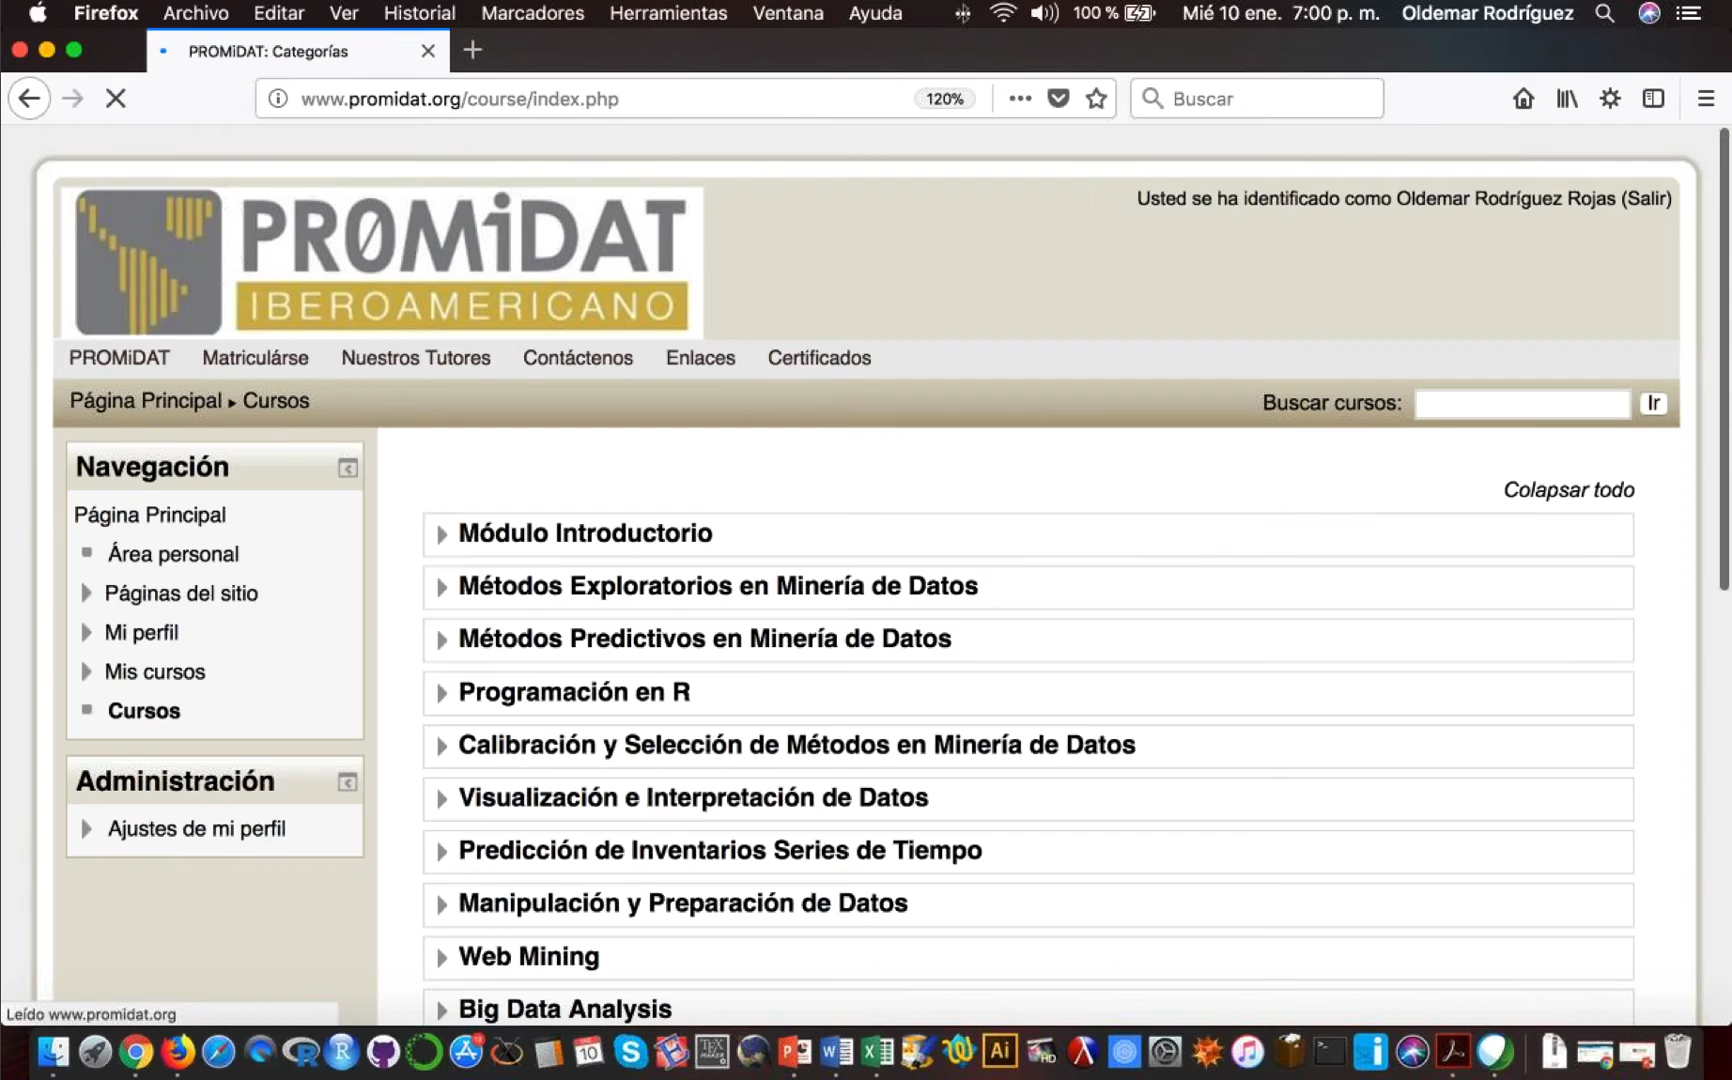 Firefox Archivo Editar Ver Historial Marcadores Herramientas Ventana Ayuda 100 % Mié 10 ene. 7:00 p. m. Oldemar Rodríguez
PROMiDAT: Categorías
www.promidat.org/course/index.php 120% Buscar
Usted se ha identificado como Oldemar Rodríguez Rojas (Salir)
PR0MiDAT
IBEROAMERICANO
PROMiDAT Matriculárse Nuestros Tutores Contáctenos Enlaces Certificados
Página Principal ▸ Cursos
Buscar cursos: Ir
Navegación
Página Principal
Área personal
Páginas del sitio
Mi perfil
Mis cursos
Cursos
Administración
Ajustes de mi perfil
Colapsar todo
Módulo Introductorio
Métodos Exploratorios en Minería de Datos
Métodos Predictivos en Minería de Datos
Programación en R
Calibración y Selección de Métodos en Minería de Datos
Visualización e Interpretación de Datos
Predicción de Inventarios Series de Tiempo
Manipulación y Preparación de Datos
Web Mining
Big Data Analysis
Leído www.promidat.org